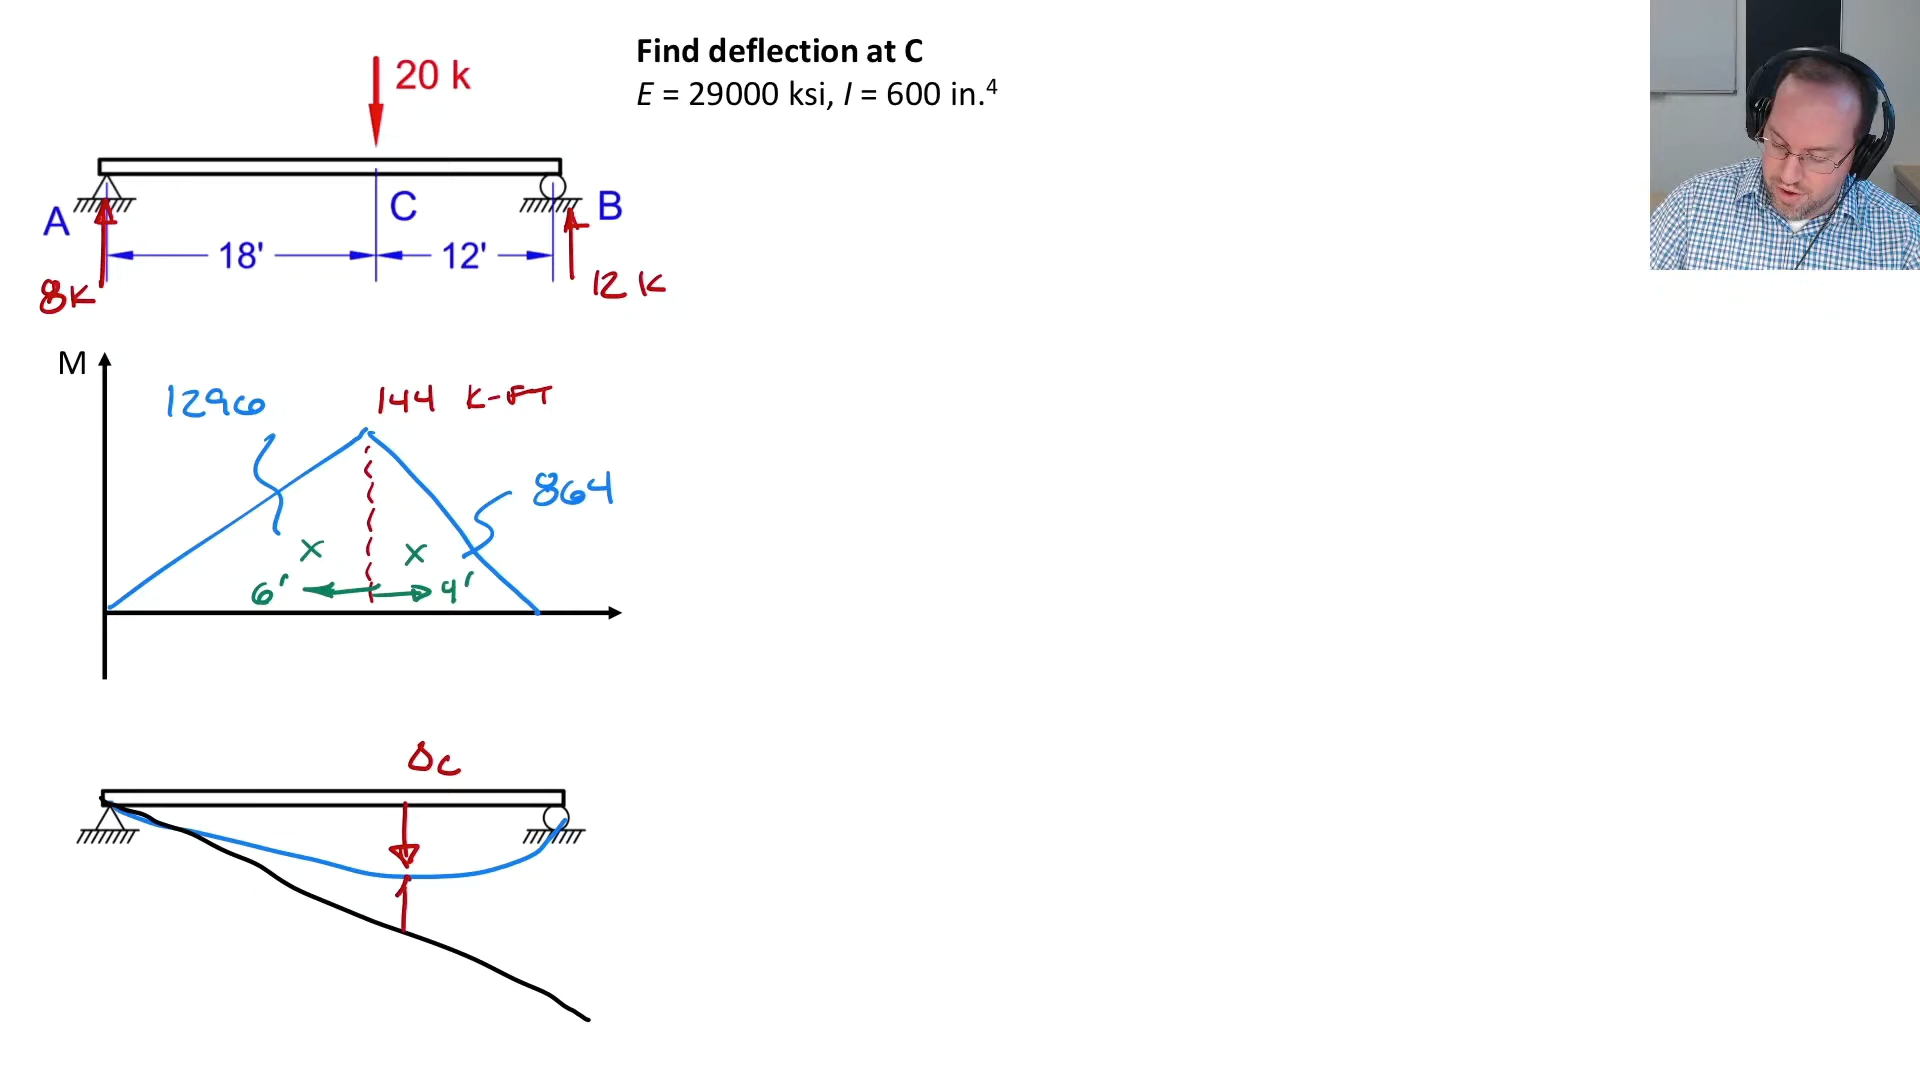 Find deflection at C
E = 29000 ksi, I = 600 in.⁴
20 k
A
C
B
18'
12'
8K
12 K
M
1296
144 K-FT
864
X
X
6'
4'
Δc